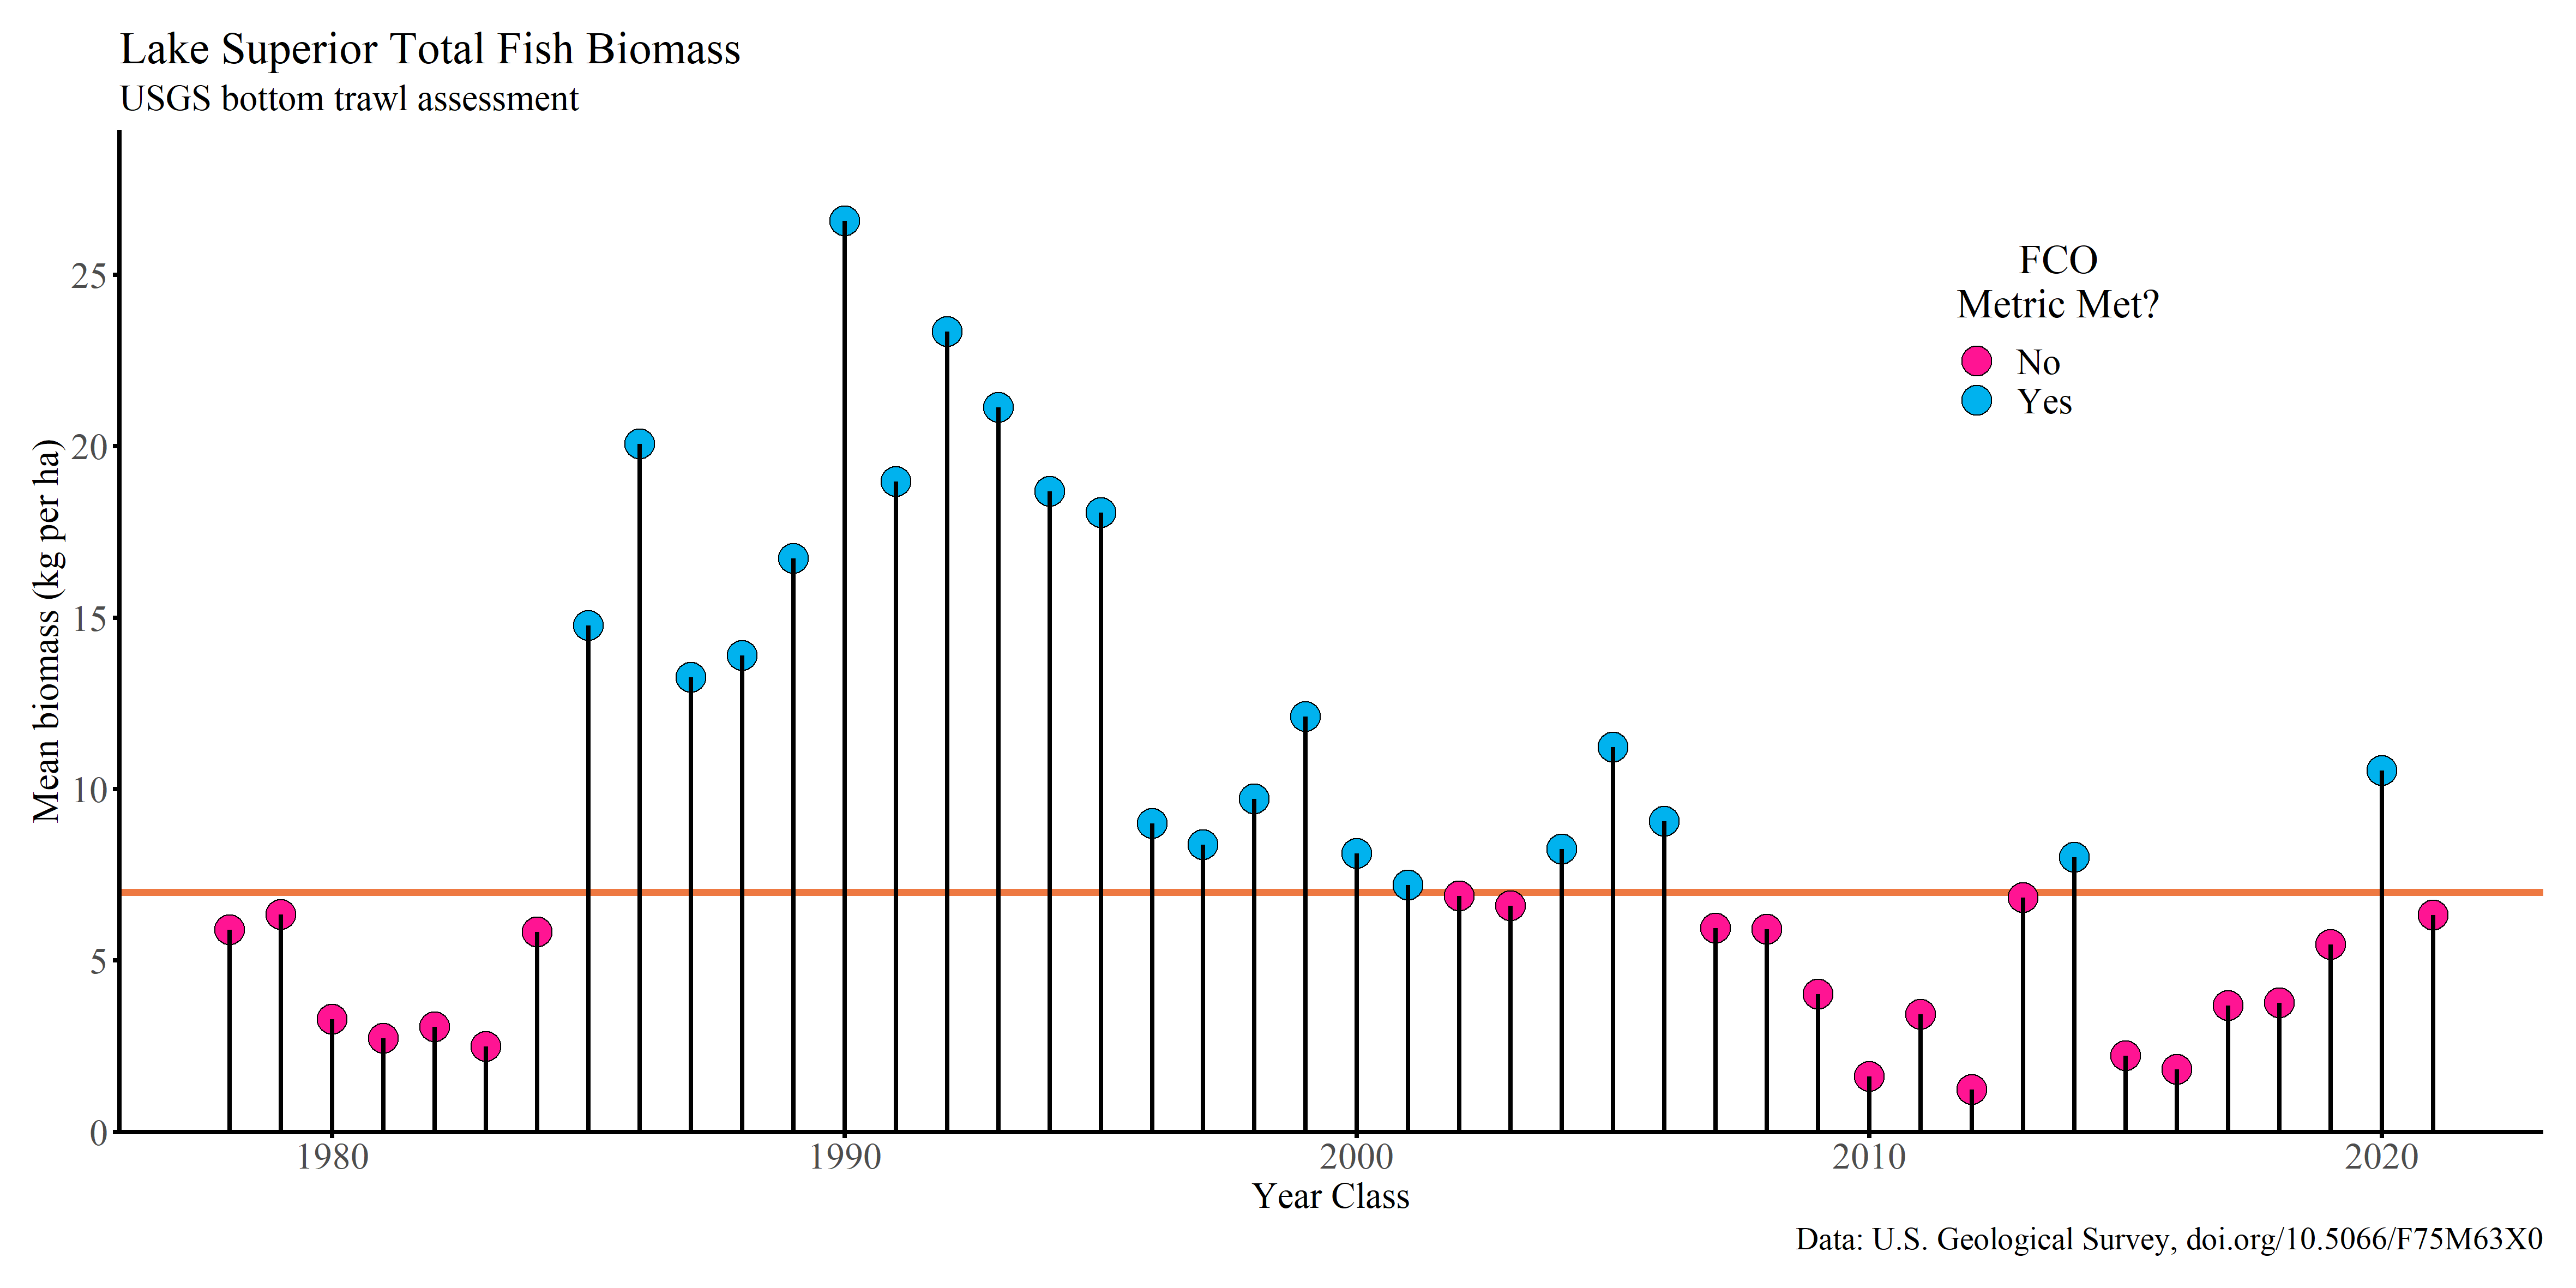 Lake Superior Total Fish Biomass
USGS bottom trawl assessment
Mean biomass (kg per ha)
25
20
15
10
5
0
FCO
Metric Met?
No
Yes
1980
1990
2000
2010
2020
Year Class
Data: U.S. Geological Survey, doi.org/10.5066/F75M63X0